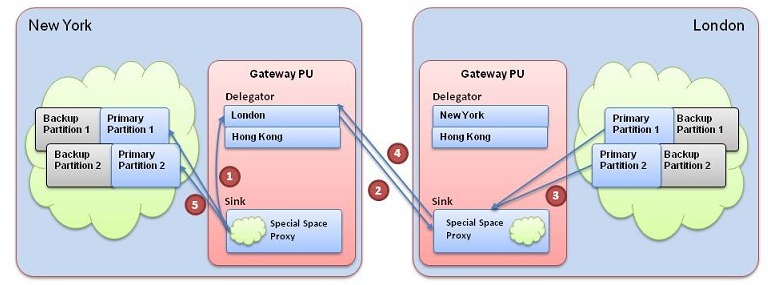 New York
London
Gateway PU
Delegator
London
Hong Kong
Backup
Partition 1
Primary
Partition 1
Backup
Partition 2
Primary
Partition 2
1
5
Sink
Special Space
Proxy
2
4
Gateway PU
Delegator
New York
Hong Kong
Sink
Special Space
Proxy
3
Primary
Partition 1
Backup
Partition 1
Primary
Partition 2
Backup
Partition 2